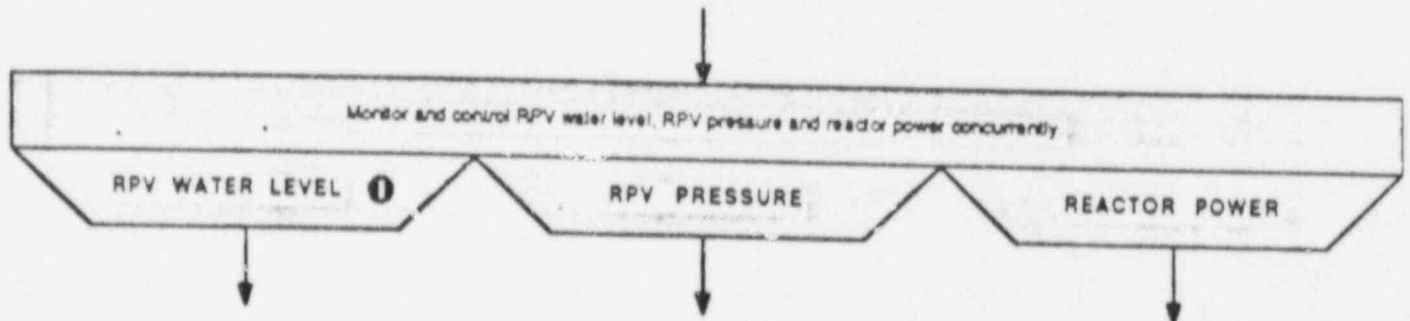 Monitor and control RPV water level, RPV pressure and reactor power concurrently
RPV WATER LEVEL 1
RPV PRESSURE
REACTOR POWER